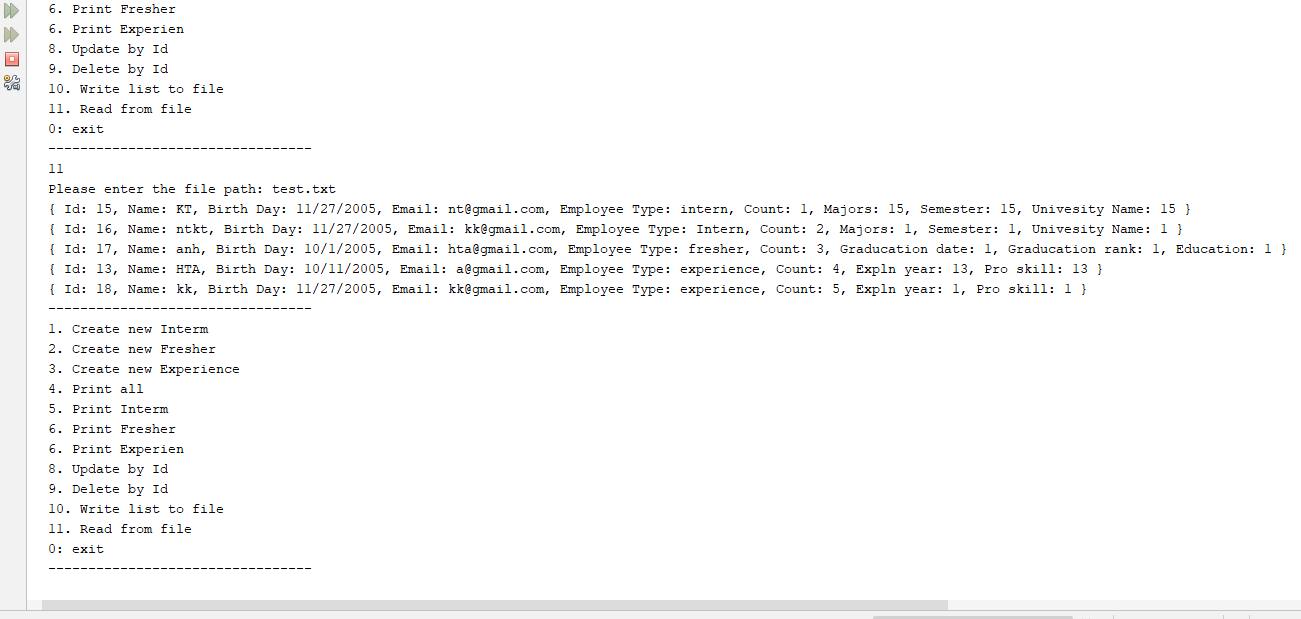 6. Print Fresher
6. Print Experien
8. Update by Id
9. Delete by Id
10. Write list to file
11. Read from file
0: exit
---------------------------------
11
Please enter the file path: test.txt
{ Id: 15, Name: KT, Birth Day: 11/27/2005, Email: nt@gmail.com, Employee Type: intern, Count: 1, Majors: 15, Semester: 15, Univesity Name: 15 }
{ Id: 16, Name: ntkt, Birth Day: 11/27/2005, Email: kk@gmail.com, Employee Type: Intern, Count: 2, Majors: 1, Semester: 1, Univesity Name: 1 }
{ Id: 17, Name: anh, Birth Day: 10/1/2005, Email: hta@gmail.com, Employee Type: fresher, Count: 3, Graducation date: 1, Graducation rank: 1, Education: 1 }
{ Id: 13, Name: HTA, Birth Day: 10/11/2005, Email: a@gmail.com, Employee Type: experience, Count: 4, Expln year: 13, Pro skill: 13 }
{ Id: 18, Name: kk, Birth Day: 11/27/2005, Email: kk@gmail.com, Employee Type: experience, Count: 5, Expln year: 1, Pro skill: 1 }
---------------------------------
1. Create new Interm
2. Create new Fresher
3. Create new Experience
4. Print all
5. Print Interm
6. Print Fresher
6. Print Experien
8. Update by Id
9. Delete by Id
10. Write list to file
11. Read from file
0: exit
---------------------------------